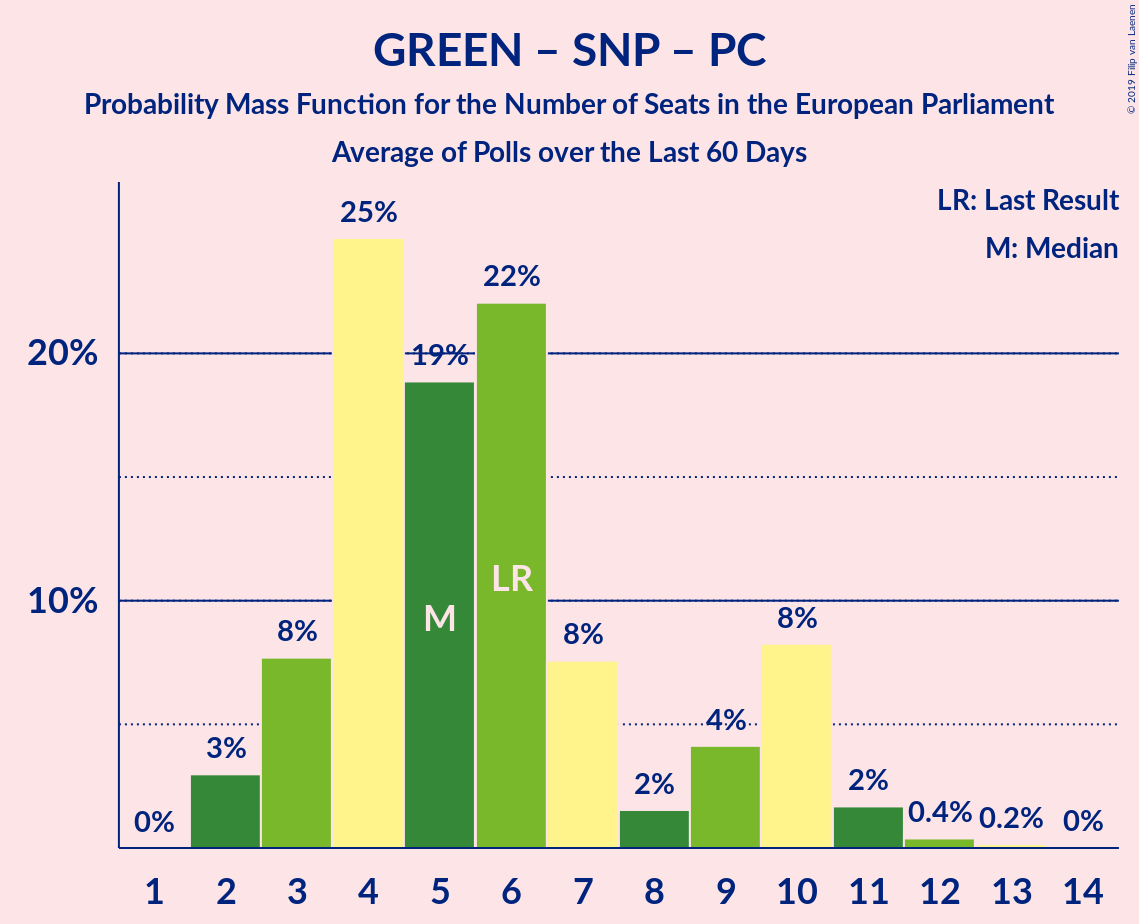 © 2019 Filip van Laenen
GREEN – SNP – PC
Probability Mass Function for the Number of Seats in the European Parliament
Average of Polls over the Last 60 Days
LR: Last Result
M: Median
25%
22%
19%
20%
LR
M
10%
8%
8%
8%
4%
3%
2%
2%
0.4%
0.2%
0%
0%
1 2 3 4 5 6 7 8 9 10 11 12 13 14